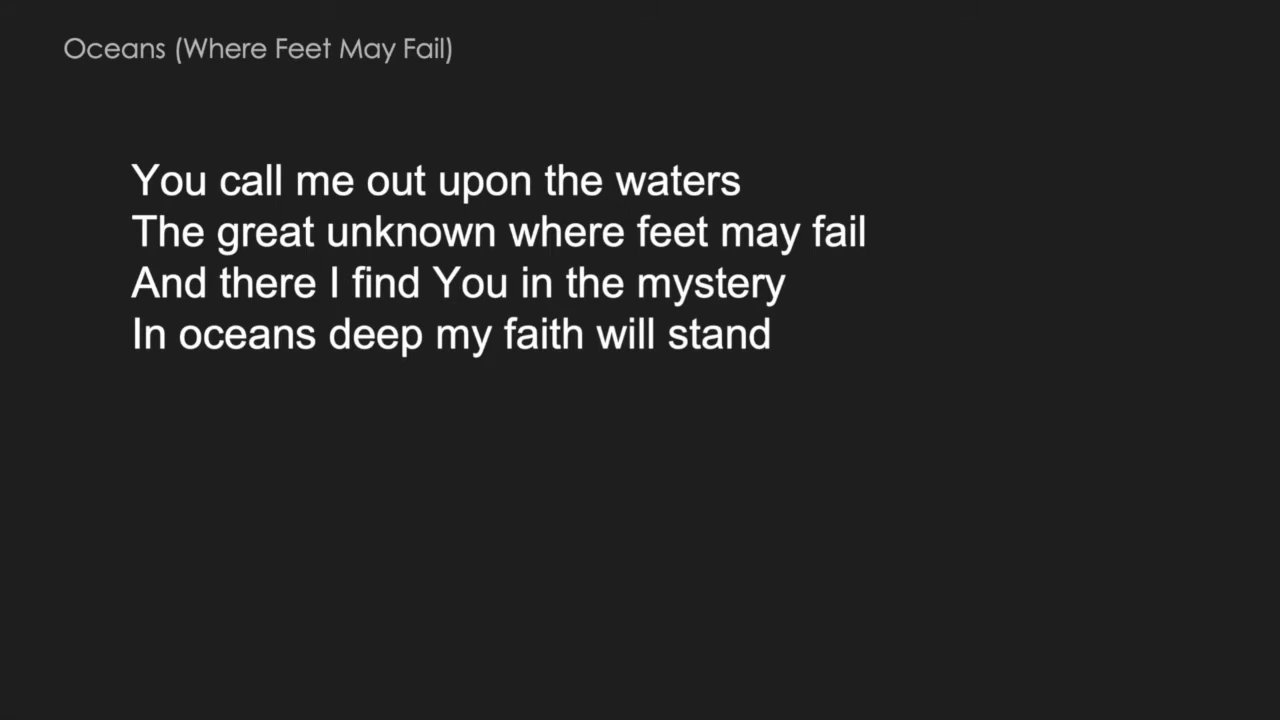 Oceans (Where Feet May Fail)
You call me out upon the waters
The great unknown where feet may fail
And there I find You in the mystery
In oceans deep my faith will stand